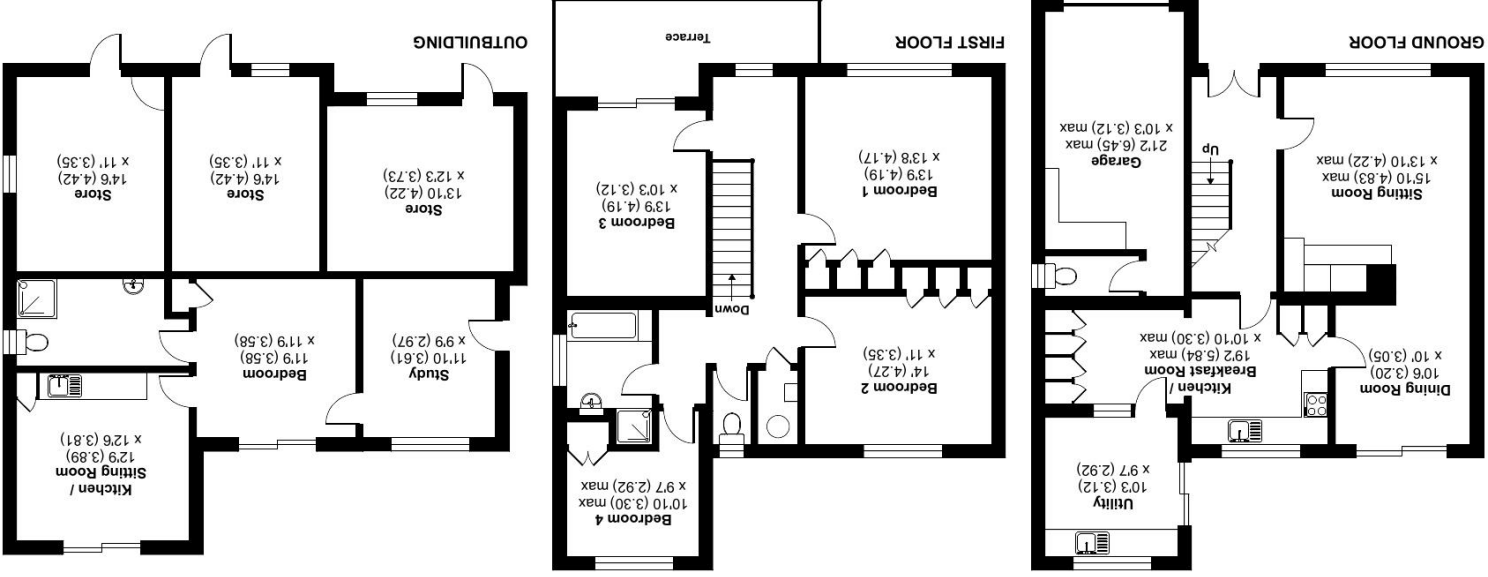 Utility
10'3 (3.12)
x 9'7 (2.92)
Dining Room
10'6 (3.20)
x 10' (3.05)
Kitchen /
Breakfast Room
19'2 (5.84) max
x 10'10 (3.30) max
Sitting Room
15'10 (4.83) max
x 13'10 (4.22) max
Up
Garage
21'2 (6.45) max
x 10'3 (3.12) max
GROUND FLOOR
Bedroom 4
10'10 (3.30) max
x 9'7 (2.92) max
Bedroom 2
14' (4.27)
x 11' (3.35)
Down
Bedroom 1
13'9 (4.19)
x 13'8 (4.17)
Bedroom 3
13'9 (4.19)
x 10'3 (3.12)
Terrace
FIRST FLOOR
Kitchen /
Sitting Room
12'9 (3.89)
x 12'6 (3.81)
Study
11'10 (3.61)
x 9'9 (2.97)
Bedroom
11'9 (3.58)
x 11'9 (3.58)
Store
13'10 (4.22)
x 12'3 (3.73)
Store
14'6 (4.42)
x 11' (3.35)
Store
14'6 (4.42)
x 11' (3.35)
OUTBUILDING